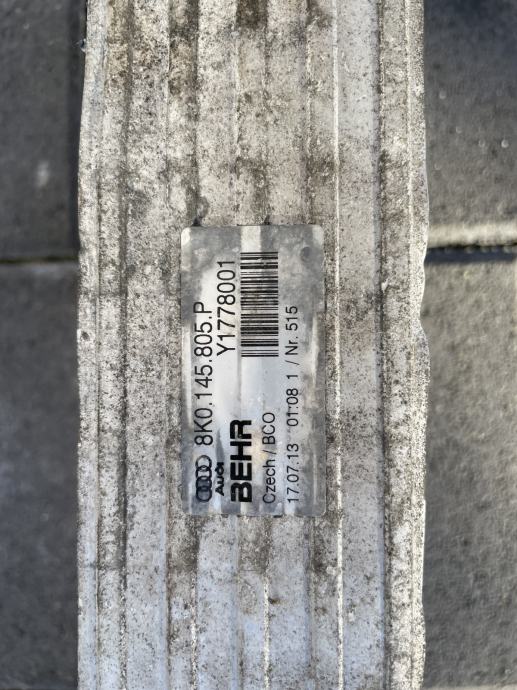 8K0.145.805.P
Audi
Y1778001
BEHR
Czech / BCO
17.07.13 01:08 1 / Nr. 515